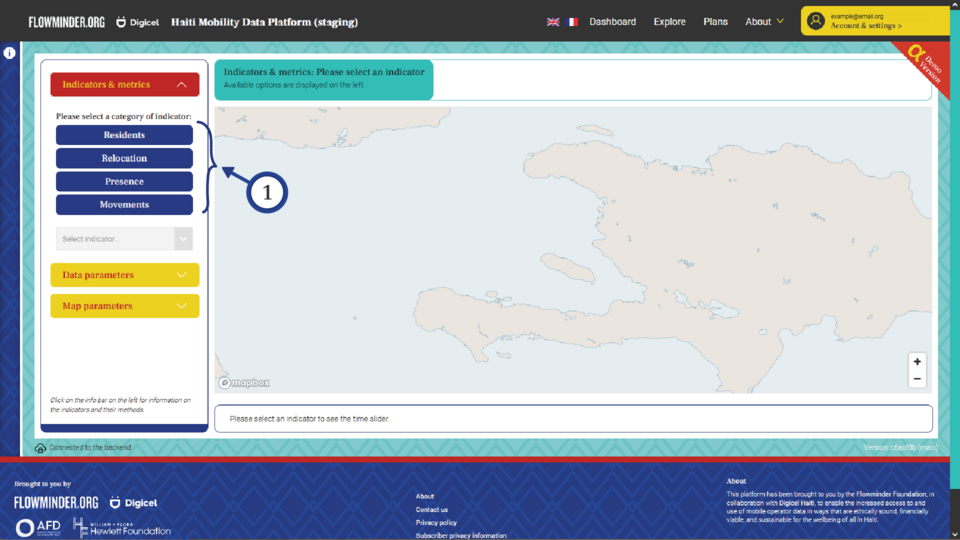 FLOWMINDER.ORG Digicel Haiti Mobility Data Platform (staging) Dashboard Explore Plans About
example@email.org
Account & settings >
α Demo
Version
i
Indicators & metrics
Please select a category of indicator:
Residents
Relocation
Presence
Movements
Select indicator...
Data parameters
Map parameters
Click on the info bar on the left for information on
the indicators and their methods.
Indicators & metrics: Please select an indicator
Available options are displayed on the left.
1
+
−
mapbox
Please select an indicator to see the time slider.
Connected to the backend.
(main)
Brought to you by
FLOWMINDER.ORG Digicel
AFD
WILLIAM + FLORA
Hewlett Foundation
About
Contact us
Privacy policy
Subscriber privacy information
About
This platform has been brought to you by the Flowminder Foundation, in
collaboration with Digicel Haiti, to enable the increased access to and
use of mobile operator data in ways that are ethically sound, financially
viable, and sustainable for the wellbeing of all in Haiti.